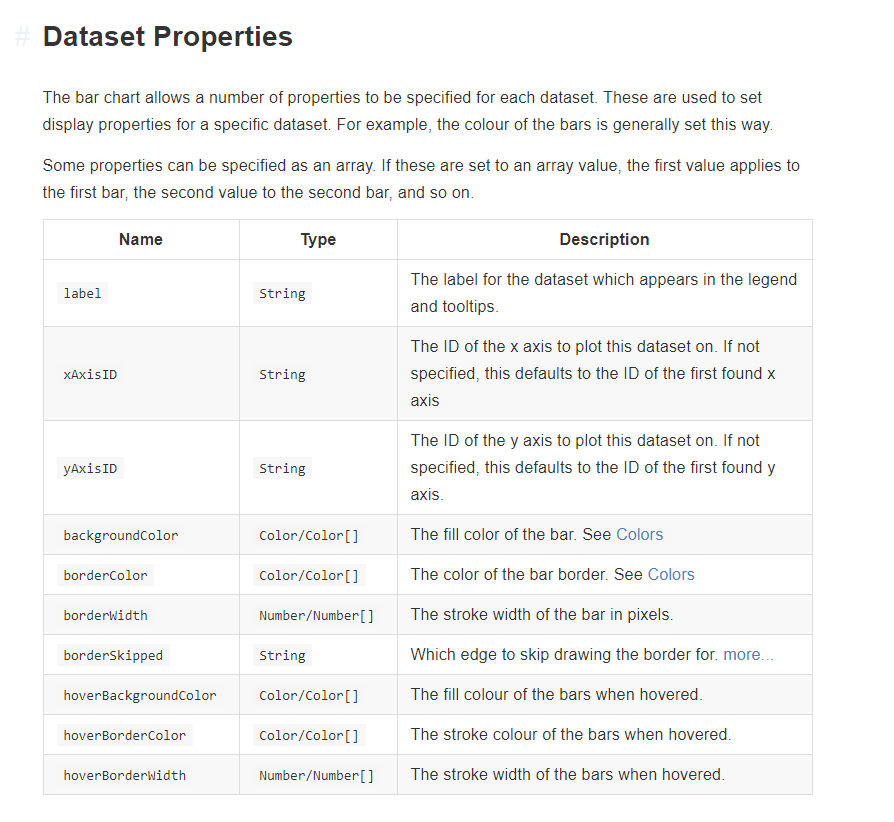 # Dataset Properties
The bar chart allows a number of properties to be specified for each dataset. These are used to set
display properties for a specific dataset. For example, the colour of the bars is generally set this way.
Some properties can be specified as an array. If these are set to an array value, the first value applies to
the first bar, the second value to the second bar, and so on.
Name Type Description
label String The label for the dataset which appears in the legend
and tooltips.
xAxisID String The ID of the x axis to plot this dataset on. If not
specified, this defaults to the ID of the first found x
axis
yAxisID String The ID of the y axis to plot this dataset on. If not
specified, this defaults to the ID of the first found y
axis.
backgroundColor Color/Color[] The fill color of the bar. See Colors
borderColor Color/Color[] The color of the bar border. See Colors
borderWidth Number/Number[] The stroke width of the bar in pixels.
borderSkipped String Which edge to skip drawing the border for. more...
hoverBackgroundColor Color/Color[] The fill colour of the bars when hovered.
hoverBorderColor Color/Color[] The stroke colour of the bars when hovered.
hoverBorderWidth Number/Number[] The stroke width of the bars when hovered.